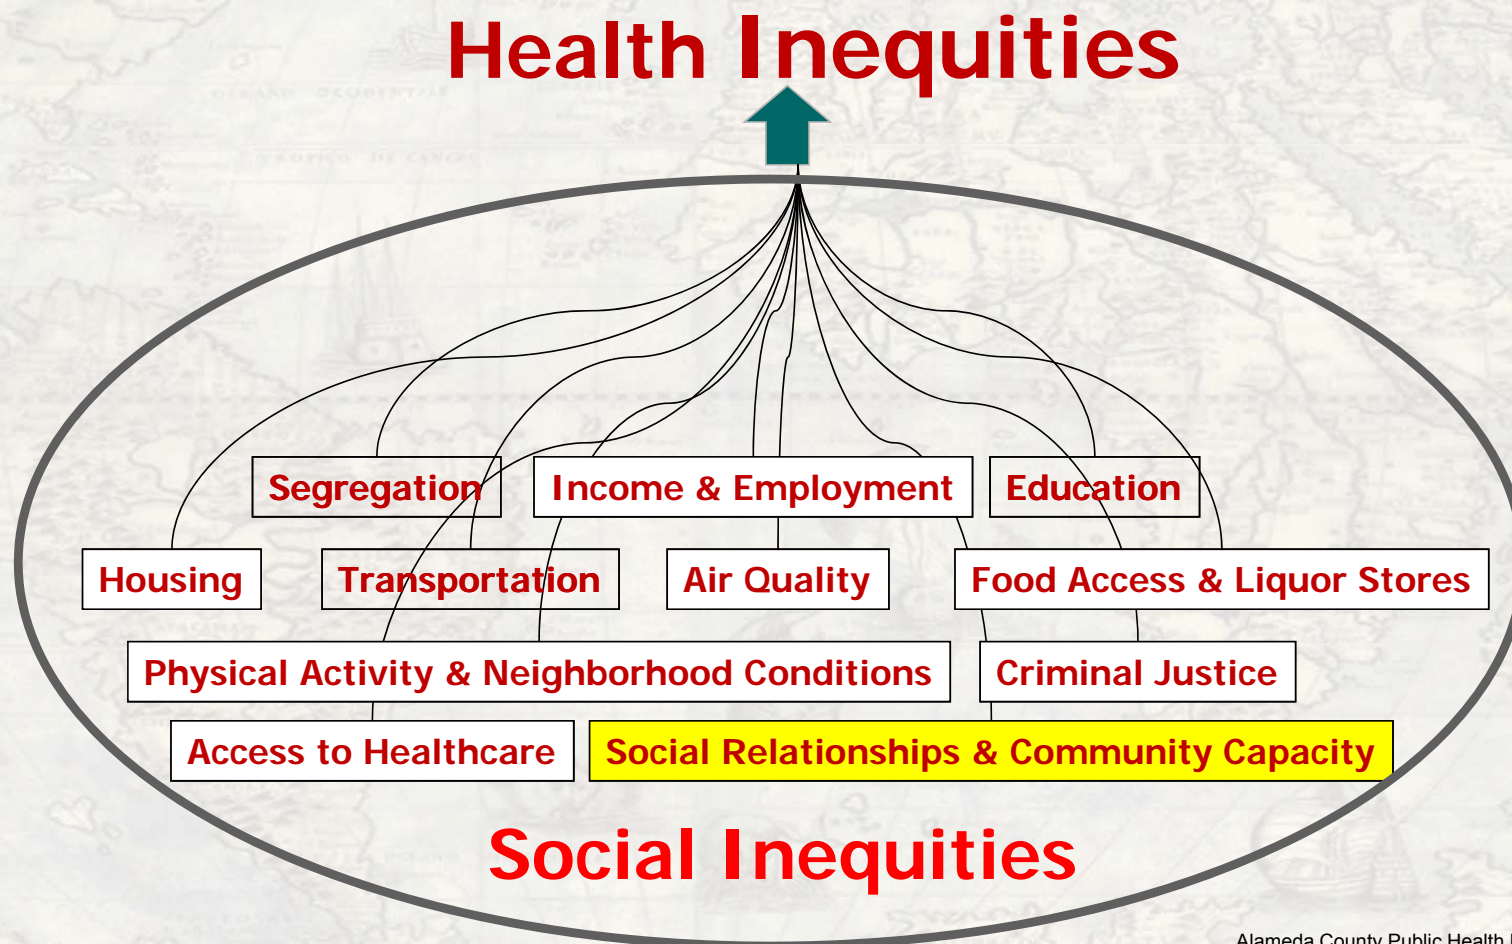 Health Inequities
Segregation
Income & Employment
Education
Housing
Transportation
Air Quality
Food Access & Liquor Stores
Physical Activity & Neighborhood Conditions
Criminal Justice
Access to Healthcare
Social Relationships & Community Capacity
Social Inequities
Alameda County Public Health